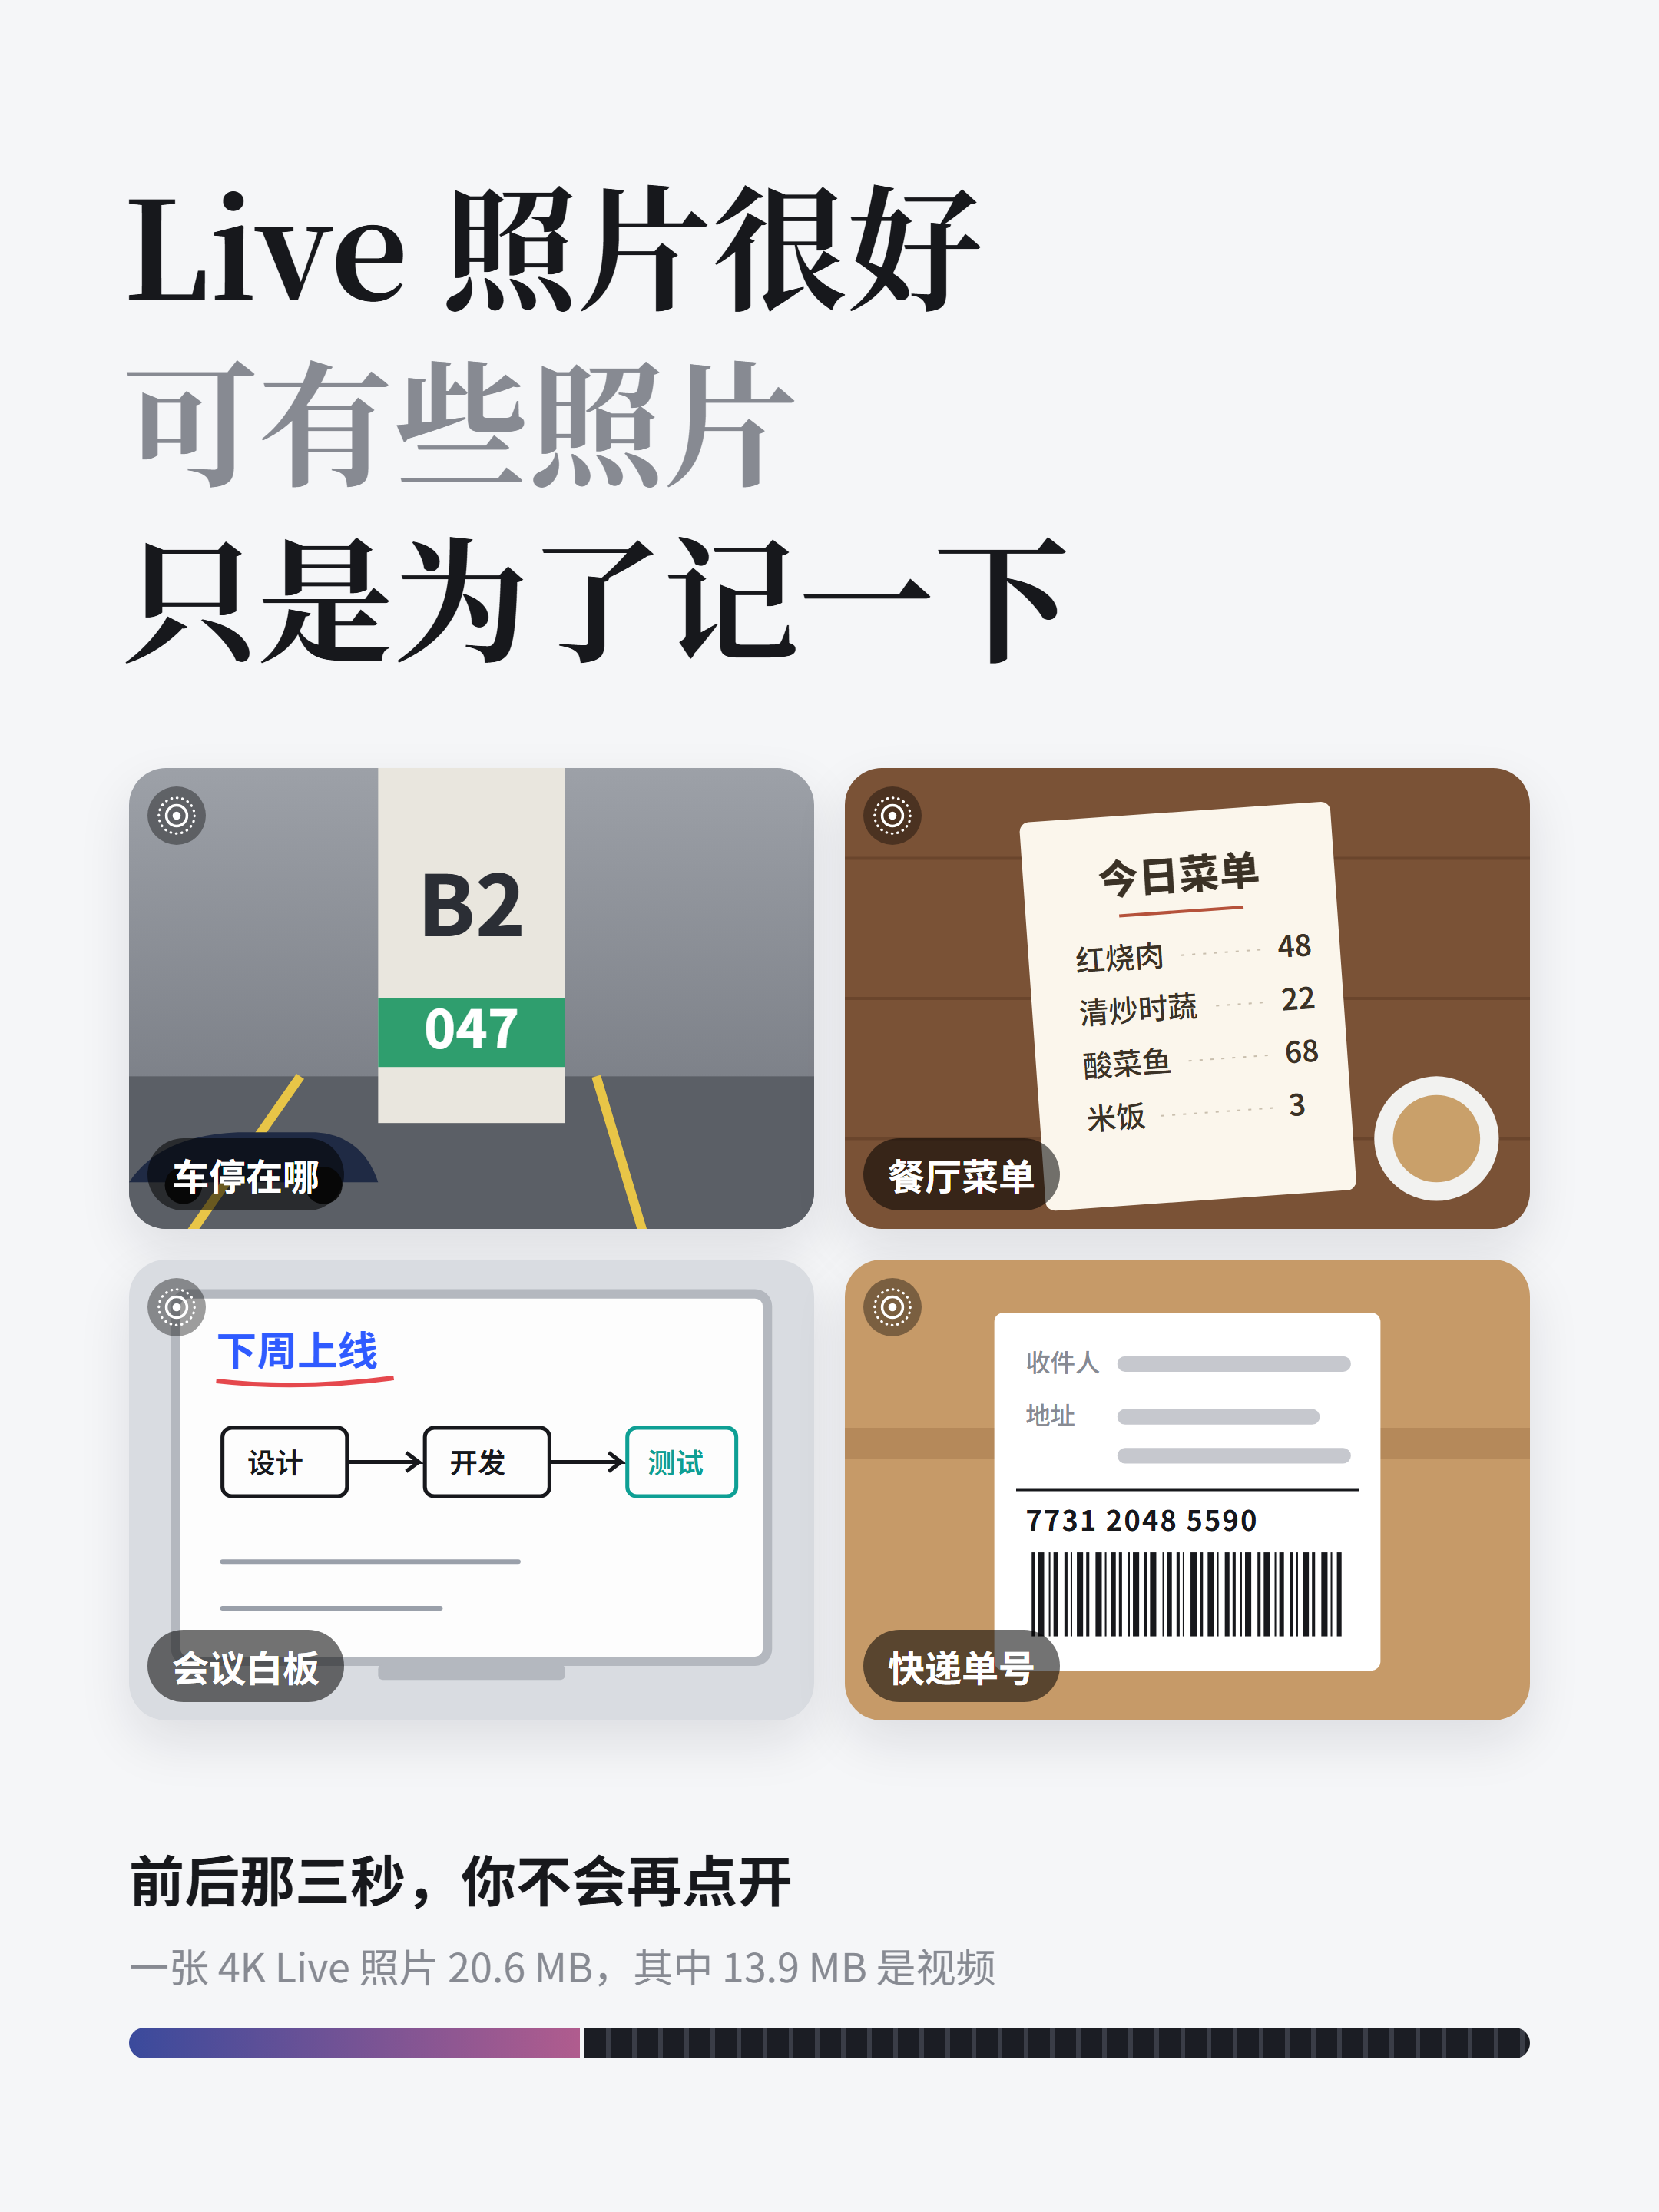 Live 照片很好
可有些照片
只是为了记一下
B2
047
车停在哪
今日菜单
红烧肉 48
清炒时蔬 22
酸菜鱼 68
米饭 3
餐厅菜单
下周上线
设计 开发 测试
会议白板
收件人
地址
7731 2048 5590
快递单号
前后那三秒，你不会再点开
一张 4K Live 照片 20.6 MB，其中 13.9 MB 是视频